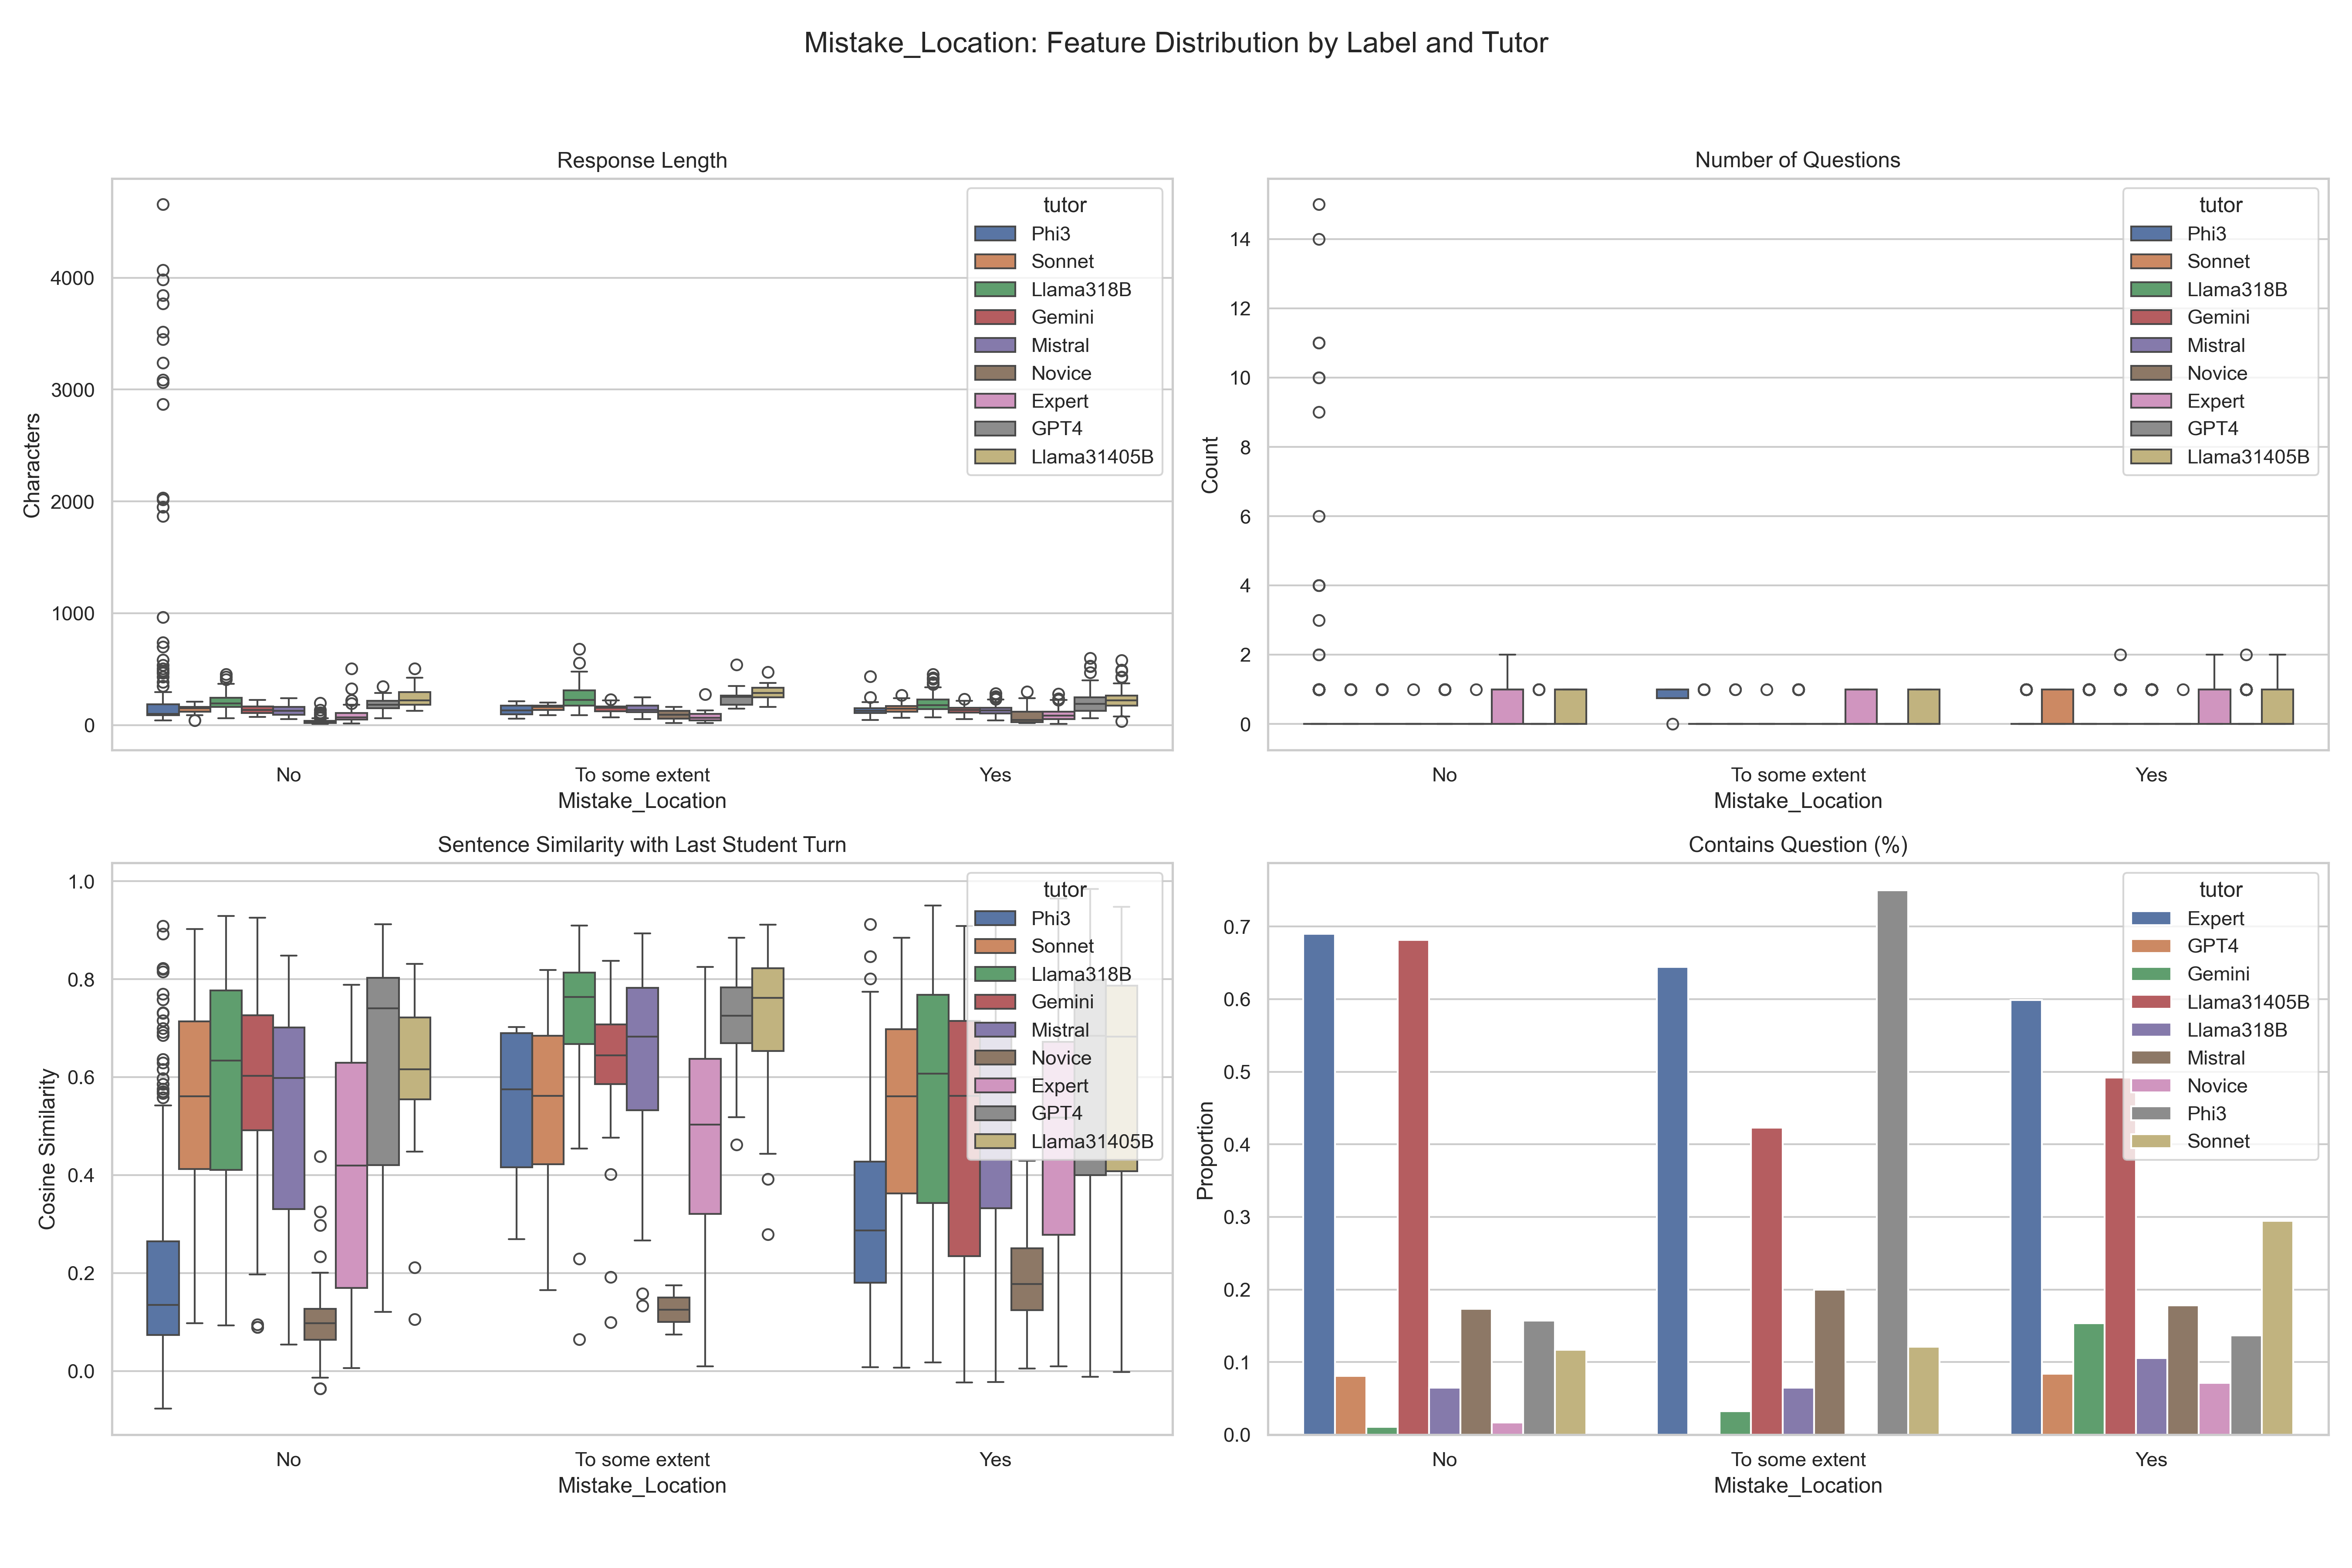 Mistake_Location: Feature Distribution by Label and Tutor
Response Length
Characters
4000
3000
2000
1000
0
No
To some extent
Yes
Mistake_Location
tutor
Phi3
Sonnet
Llama318B
Gemini
Mistral
Novice
Expert
GPT4
Llama31405B
Number of Questions
Count
14
12
10
8
6
4
2
0
No
To some extent
Yes
Mistake_Location
tutor
Phi3
Sonnet
Llama318B
Gemini
Mistral
Novice
Expert
GPT4
Llama31405B
Sentence Similarity with Last Student Turn
Cosine Similarity
1.0
0.8
0.6
0.4
0.2
0.0
No
To some extent
Yes
Mistake_Location
tutor
Phi3
Sonnet
Llama318B
Gemini
Mistral
Novice
Expert
GPT4
Llama31405B
Contains Question (%)
Proportion
0.7
0.6
0.5
0.4
0.3
0.2
0.1
0.0
No
To some extent
Yes
Mistake_Location
tutor
Expert
GPT4
Gemini
Llama31405B
Llama318B
Mistral
Novice
Phi3
Sonnet